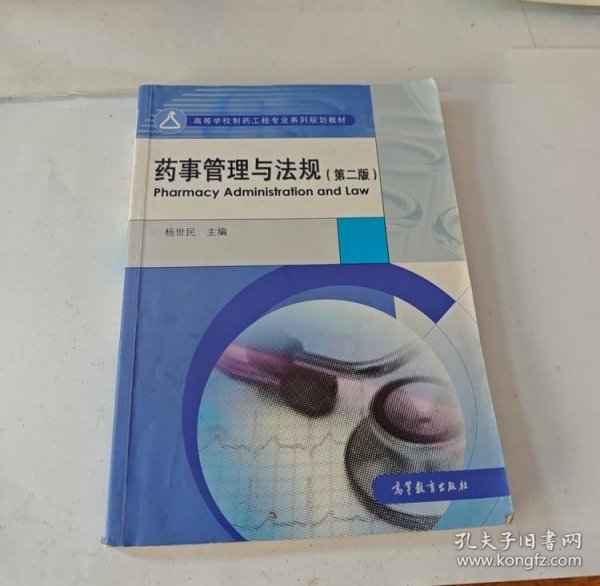 高等学校制药工程专业系列规划教材
药事管理与法规(第二版)
Pharmacy Administration and Law
杨世民 主编
高等教育出版社
孔夫子旧书网
www.kongfz.com